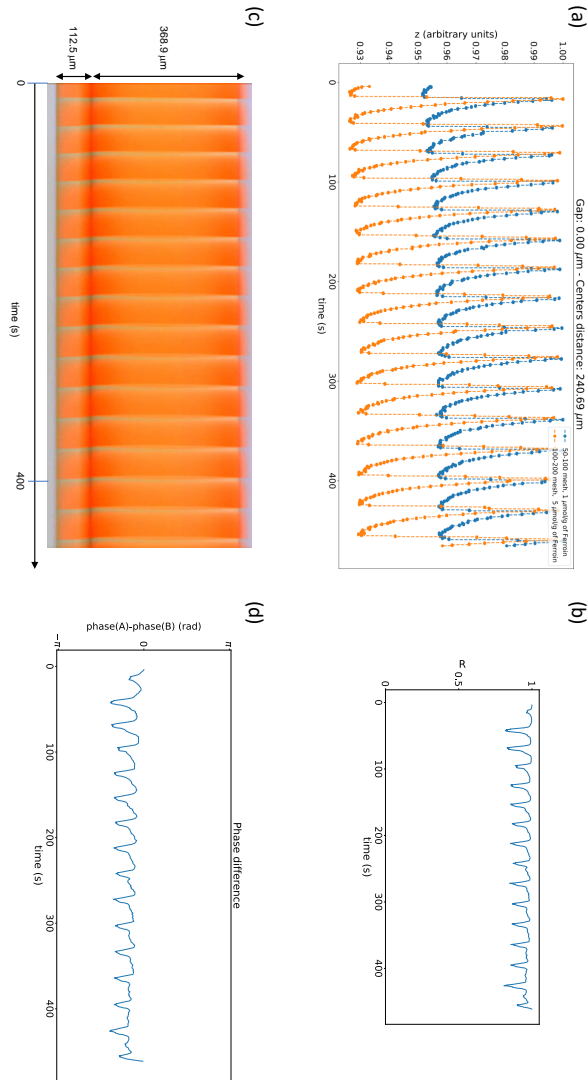 (a)
Gap: 0.00 μm - Centers distance: 240.69 μm
z (arbitrary units)
1.00
0.99
0.98
0.97
0.96
0.95
0.94
0.93
50-100 mesh, 1 μmol/g of Ferroin
100-200 mesh, 5 μmol/g of Ferroin
0
100
200
300
400
time (s)
(b)
R
1
0.5
0
0
100
200
300
400
time (s)
(c)
368.9 μm
112.5 μm
0
400
time (s)
(d)
Phase difference
phase(A)-phase(B) (rad)
π
0
−π
0
100
200
300
400
time (s)